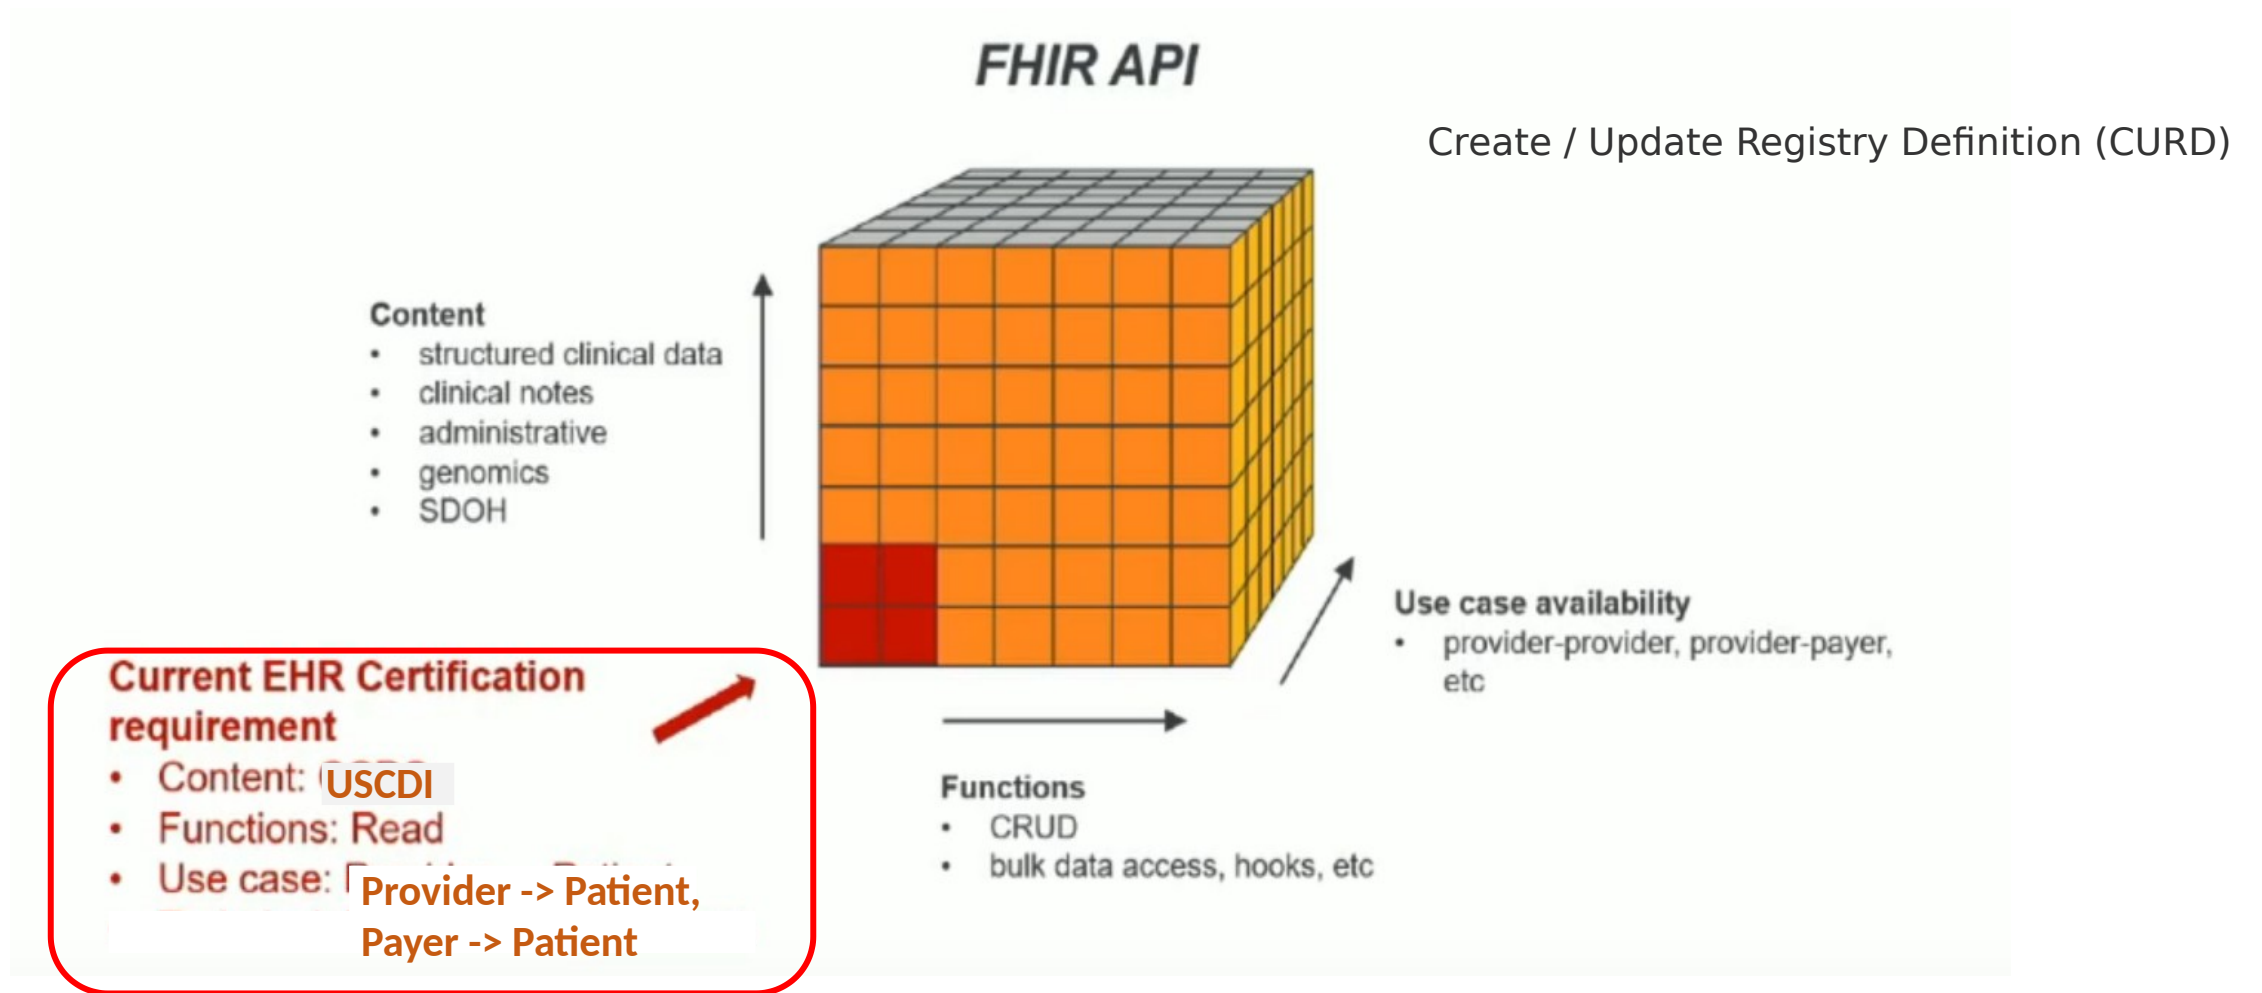 FHIR API
Create / Update Registry Definition (CURD)
Content
• structured clinical data
• clinical notes
• administrative
• genomics
• SDOH
Use case availability
• provider-provider, provider-payer,
etc
Functions
• CRUD
• bulk data access, hooks, etc
Current EHR Certification
requirement
• Content: USCDI
• Functions: Read
• Use case: Provider -> Patient,
Payer -> Patient